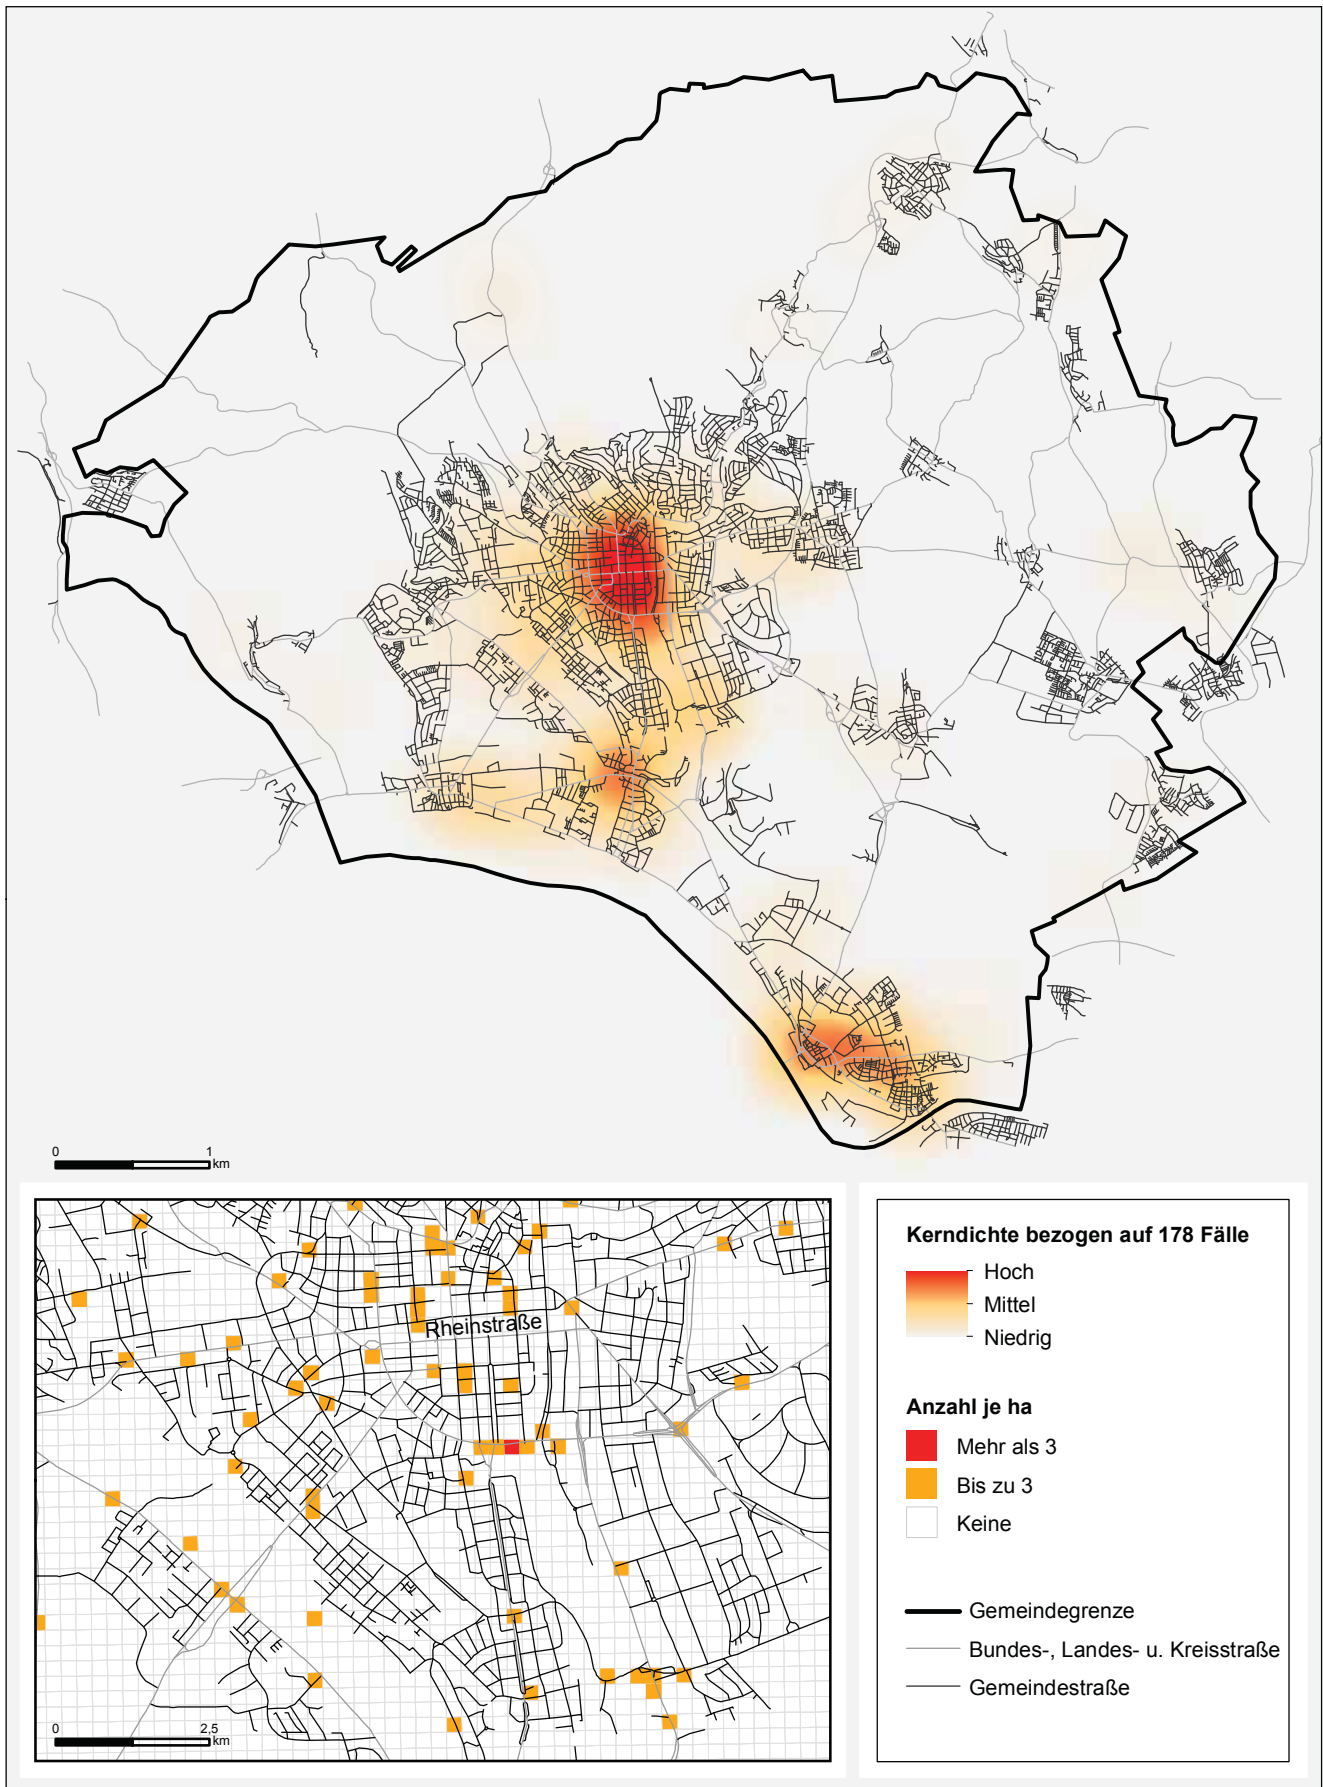 0 1
km
Rheinstraße
0 2,5
km
Kerndichte bezogen auf 178 Fälle
Hoch
Mittel
Niedrig
Anzahl je ha
Mehr als 3
Bis zu 3
Keine
Gemeindegrenze
Bundes-, Landes- u. Kreisstraße
Gemeindestraße